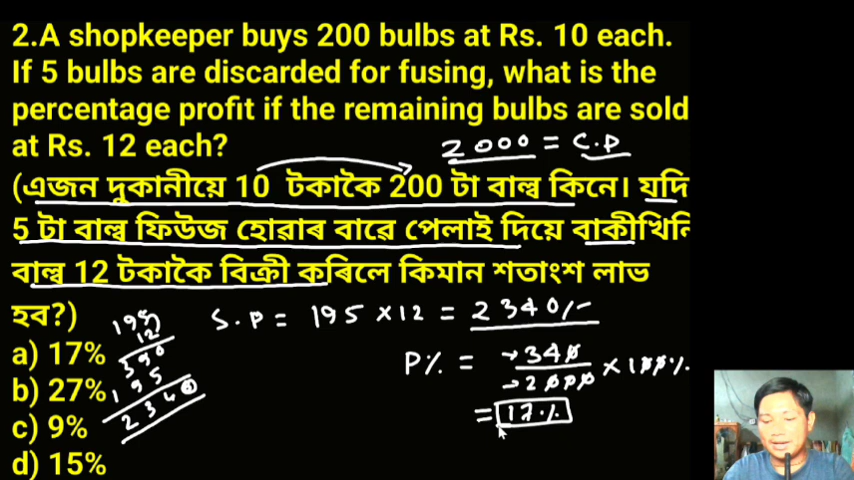 2.A shopkeeper buys 200 bulbs at Rs. 10 each.
If 5 bulbs are discarded for fusing, what is the
percentage profit if the remaining bulbs are sold
at Rs. 12 each?
2000 = C.P
(এজন দুকানীয়ে 10 টকাকৈ 200 টা বাল্ব কিনে। যদি
5 টা বাল্ব ফিউজ হোৱাৰ বাবে পেলাই দিয়ে বাকীখিনি
বাল্ব 12 টকাকৈ বিক্ৰী কৰিলে কিমান শতাংশ লাভ
হব?)
195
12
390
195
2340
S.P = 195 × 12 = 2340/-
P% = 340/2000 × 100%
= 17%
a) 17%
b) 27%
c) 9%
d) 15%